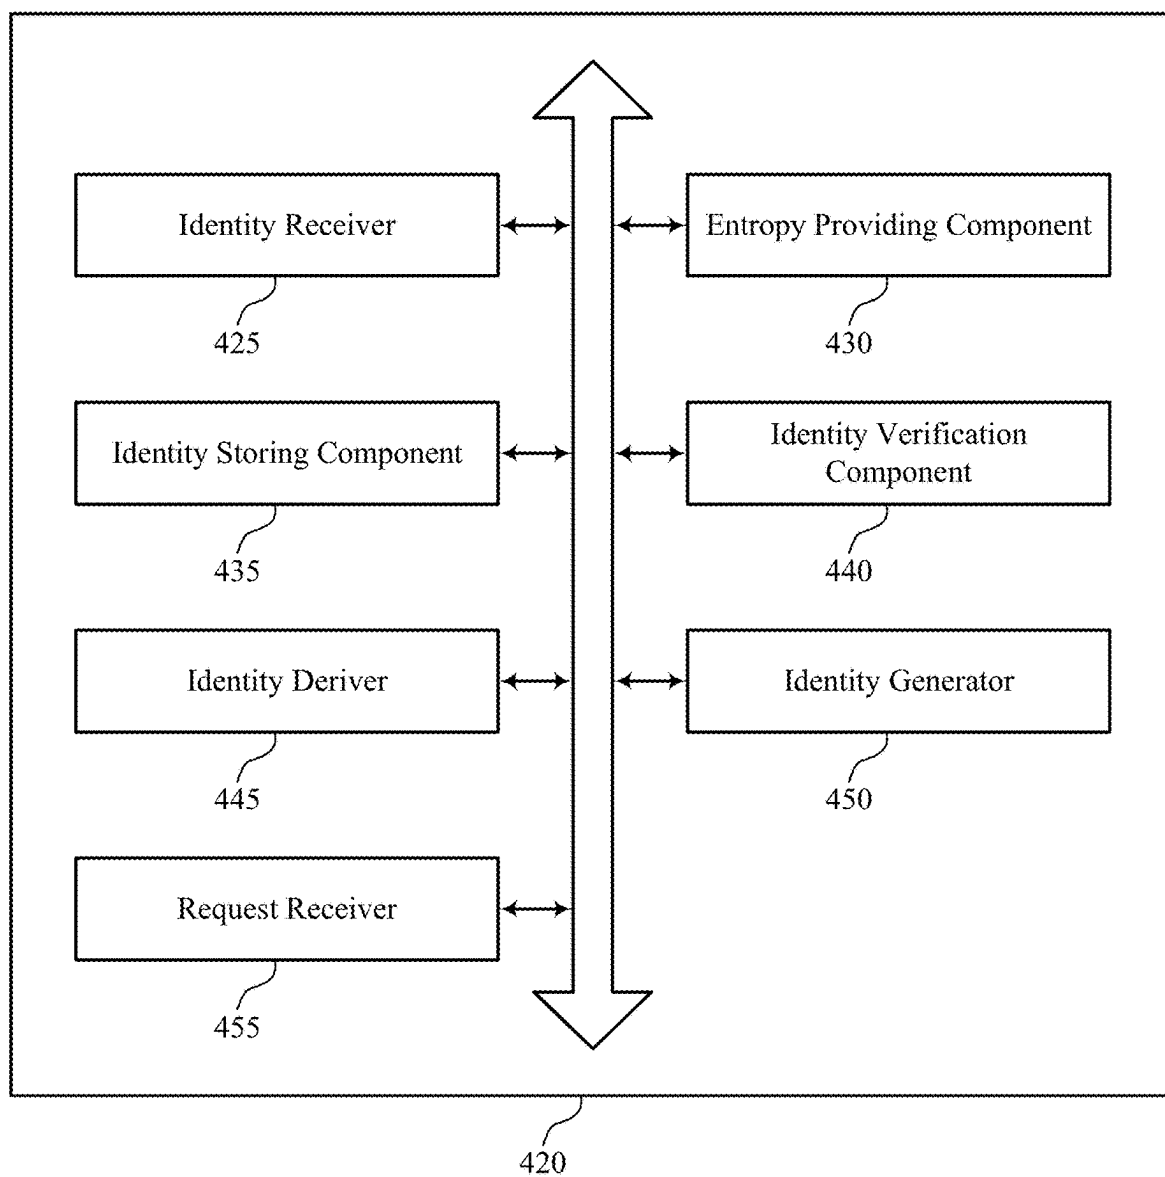 Identity Receiver
425
Entropy Providing Component
430
Identity Storing Component
435
Identity Verification
Component
440
Identity Deriver
445
Identity Generator
450
Request Receiver
455
420